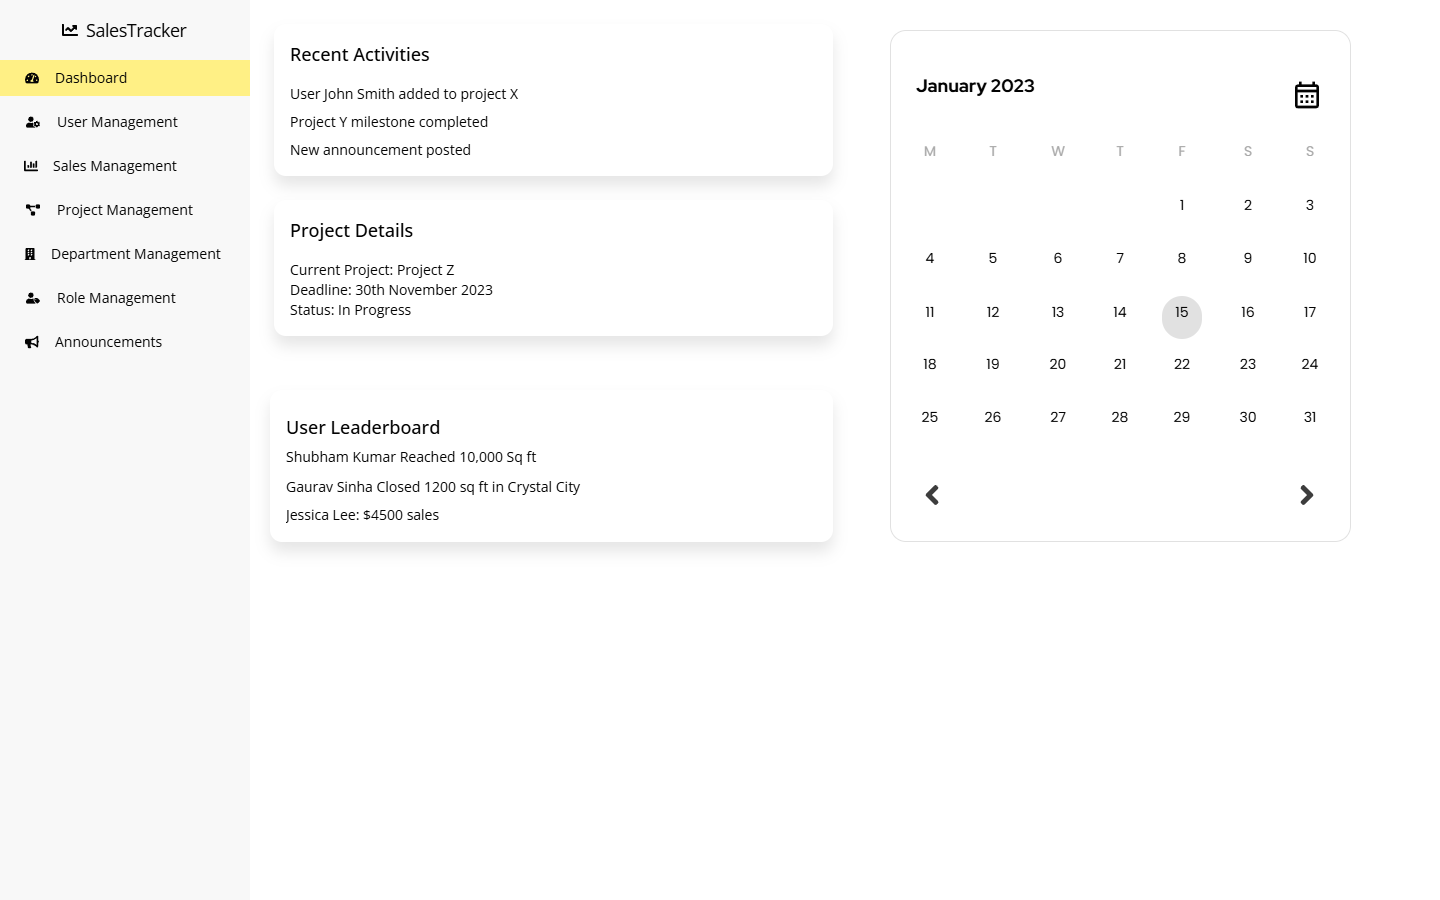 SalesTracker
Dashboard
User Management
Sales Management
Project Management
Department Management
Role Management
Announcements
Recent Activities
User John Smith added to project X
Project Y milestone completed
New announcement posted
Project Details
Current Project: Project Z
Deadline: 30th November 2023
Status: In Progress
User Leaderboard
Shubham Kumar Reached 10,000 Sq ft
Gaurav Sinha Closed 1200 sq ft in Crystal City
Jessica Lee: $4500 sales
January 2023
M T W T F S S
1 2 3
4 5 6 7 8 9 10
11 12 13 14 15 16 17
18 19 20 21 22 23 24
25 26 27 28 29 30 31